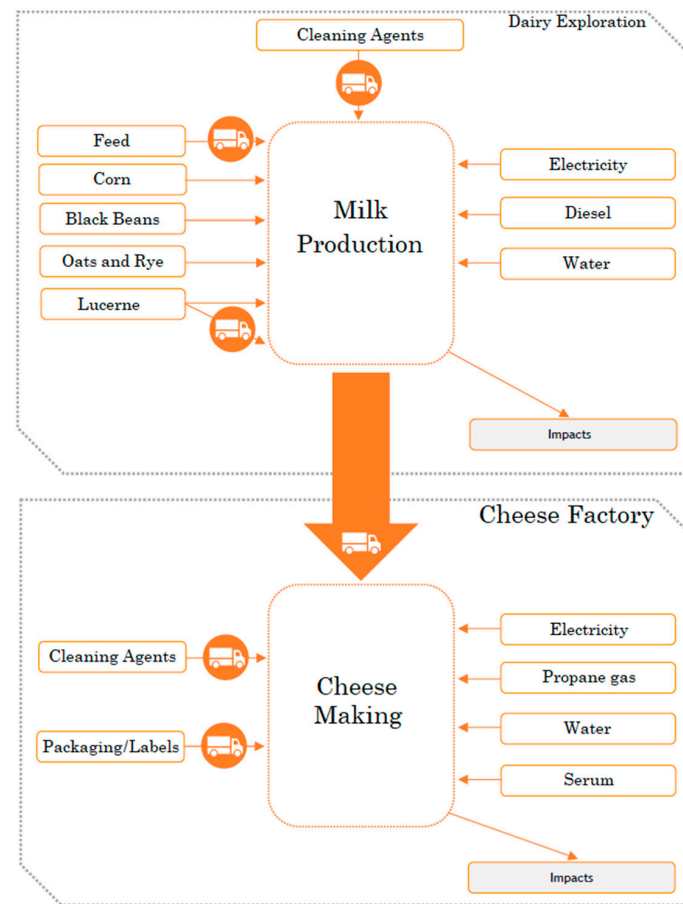 Dairy Exploration
Cleaning Agents
Feed
Corn
Black Beans
Oats and Rye
Lucerne
Milk
Production
Electricity
Diesel
Water
Impacts
Cheese Factory
Cleaning Agents
Packaging/Labels
Cheese
Making
Electricity
Propane gas
Water
Serum
Impacts